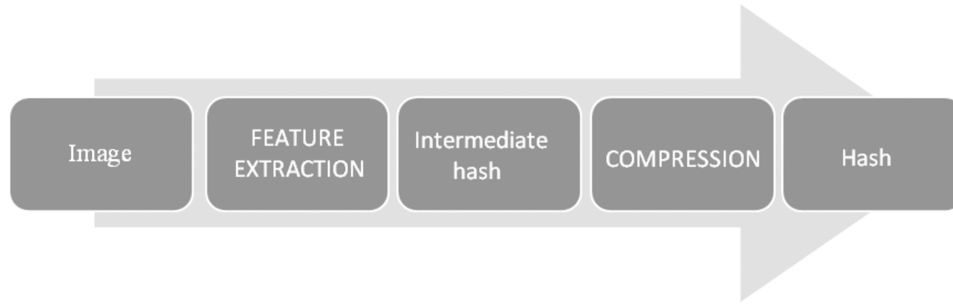 Image
FEATURE
EXTRACTION
Intermediate
hash
COMPRESSION
Hash